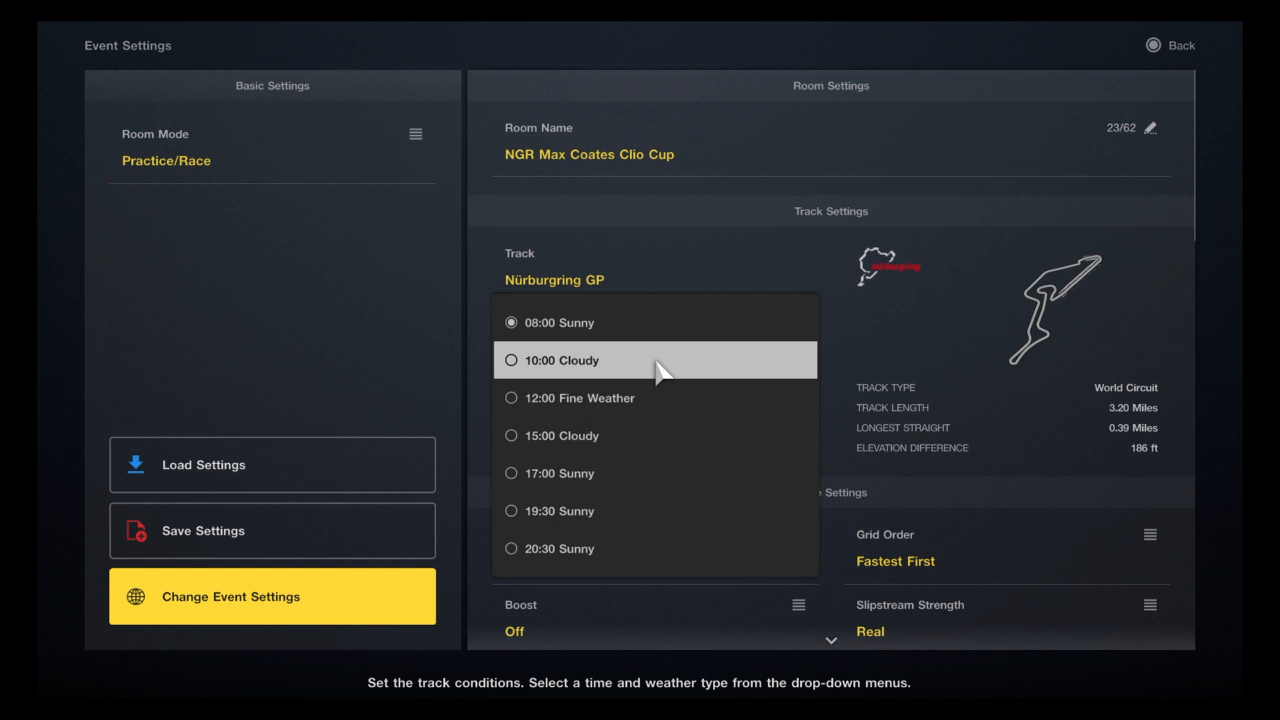 Event Settings
Back
Basic Settings
Room Mode
Practice/Race
Load Settings
Save Settings
Change Event Settings
Room Settings
Room Name
23/62
NGR Max Coates Clio Cup
Track Settings
Track
Nürburgring GP
nürburgring
08:00 Sunny
10:00 Cloudy
12:00 Fine Weather
15:00 Cloudy
17:00 Sunny
19:30 Sunny
20:30 Sunny
TRACK TYPE World Circuit
TRACK LENGTH 3.20 Miles
LONGEST STRAIGHT 0.39 Miles
ELEVATION DIFFERENCE 186 ft
Settings
Grid Order
Fastest First
Boost
Off
Slipstream Strength
Real
Set the track conditions. Select a time and weather type from the drop-down menus.